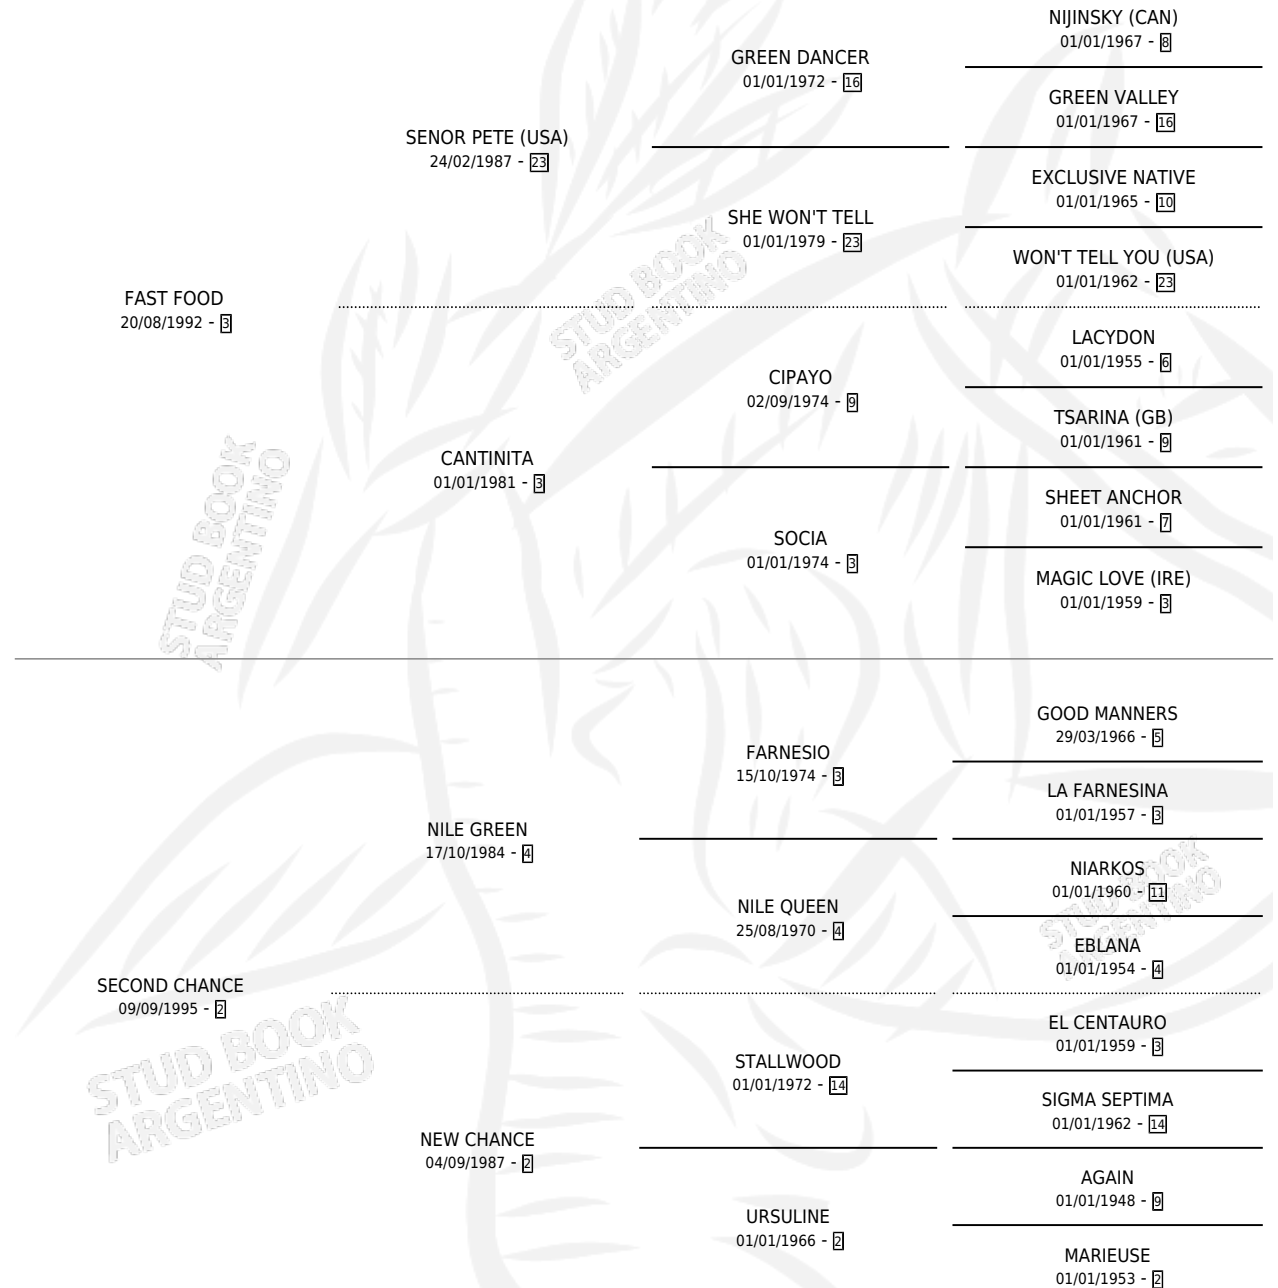 NIJINSKY (CAN)
01/01/1967 - 8
GREEN DANCER
01/01/1972 - 16
GREEN VALLEY
01/01/1967 - 16
SENOR PETE (USA)
24/02/1987 - 23
EXCLUSIVE NATIVE
01/01/1965 - 10
SHE WON'T TELL
01/01/1979 - 23
WON'T TELL YOU (USA)
01/01/1962 - 23
FAST FOOD
20/08/1992 - 3
STUD BOOK
ARGENTINO
LACYDON
01/01/1955 - 6
CIPAYO
02/09/1974 - 9
TSARINA (GB)
01/01/1961 - 9
CANTINITA
01/01/1981 - 3
SHEET ANCHOR
01/01/1961 - 7
SOCIA
01/01/1974 - 3
MAGIC LOVE (IRE)
01/01/1959 - 3
STUD BOOK
ARGENTINO
GOOD MANNERS
29/03/1966 - 5
FARNESIO
15/10/1974 - 3
LA FARNESINA
01/01/1957 - 3
NILE GREEN
17/10/1984 - 4
NIARKOS
01/01/1960 - 11
NILE QUEEN
25/08/1970 - 4
STUD BOOK
ARGENTINO
EBLANA
01/01/1954 - 4
SECOND CHANCE
09/09/1995 - 2
STUD BOOK
ARGENTINO
EL CENTAURO
01/01/1959 - 3
STALLWOOD
01/01/1972 - 14
SIGMA SEPTIMA
01/01/1962 - 14
NEW CHANCE
04/09/1987 - 2
AGAIN
01/01/1948 - 9
URSULINE
01/01/1966 - 2
MARIEUSE
01/01/1953 - 2